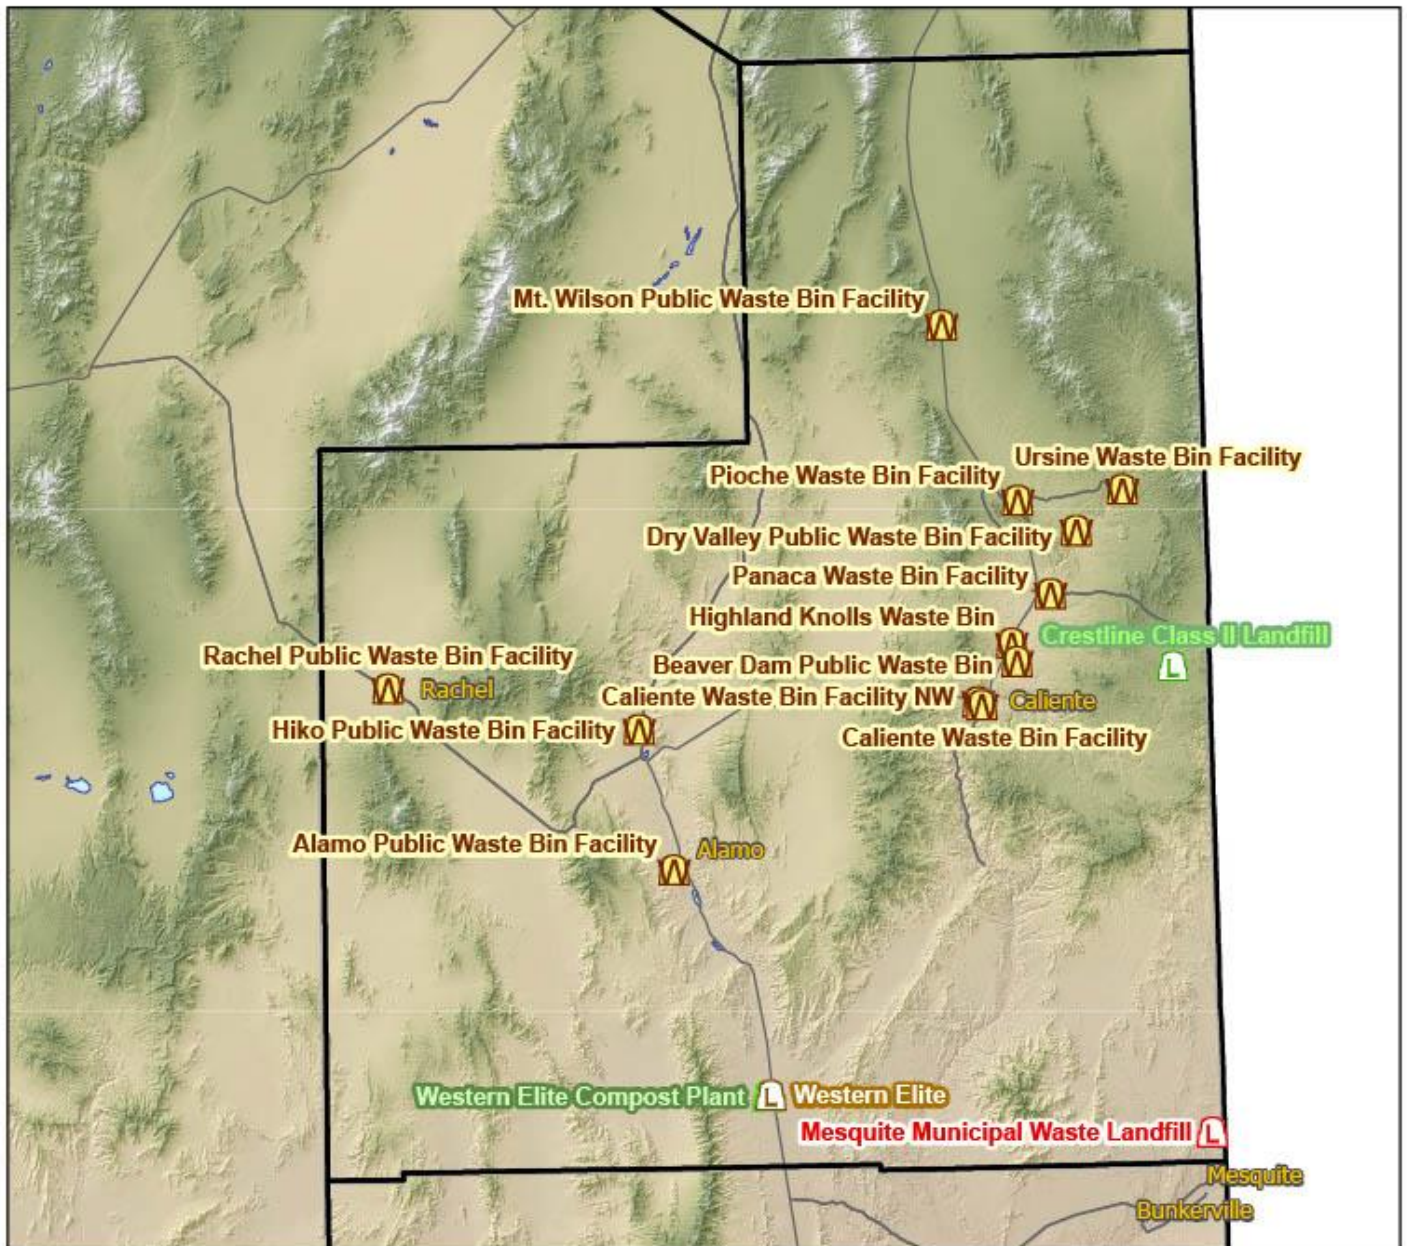 Mt. Wilson Public Waste Bin Facility
Ursine Waste Bin Facility
Pioche Waste Bin Facility
Dry Valley Public Waste Bin Facility
Panaca Waste Bin Facility
Highland Knolls Waste Bin
Crestline Class II Landfill
L
Rachel Public Waste Bin Facility
Beaver Dam Public Waste Bin
Rachel
Caliente Waste Bin Facility NW
Caliente
Hiko Public Waste Bin Facility
Caliente Waste Bin Facility
Alamo Public Waste Bin Facility
Alamo
Western Elite Compost Plant L Western Elite
Mesquite Municipal Waste Landfill L
Mesquite
Bunkerville